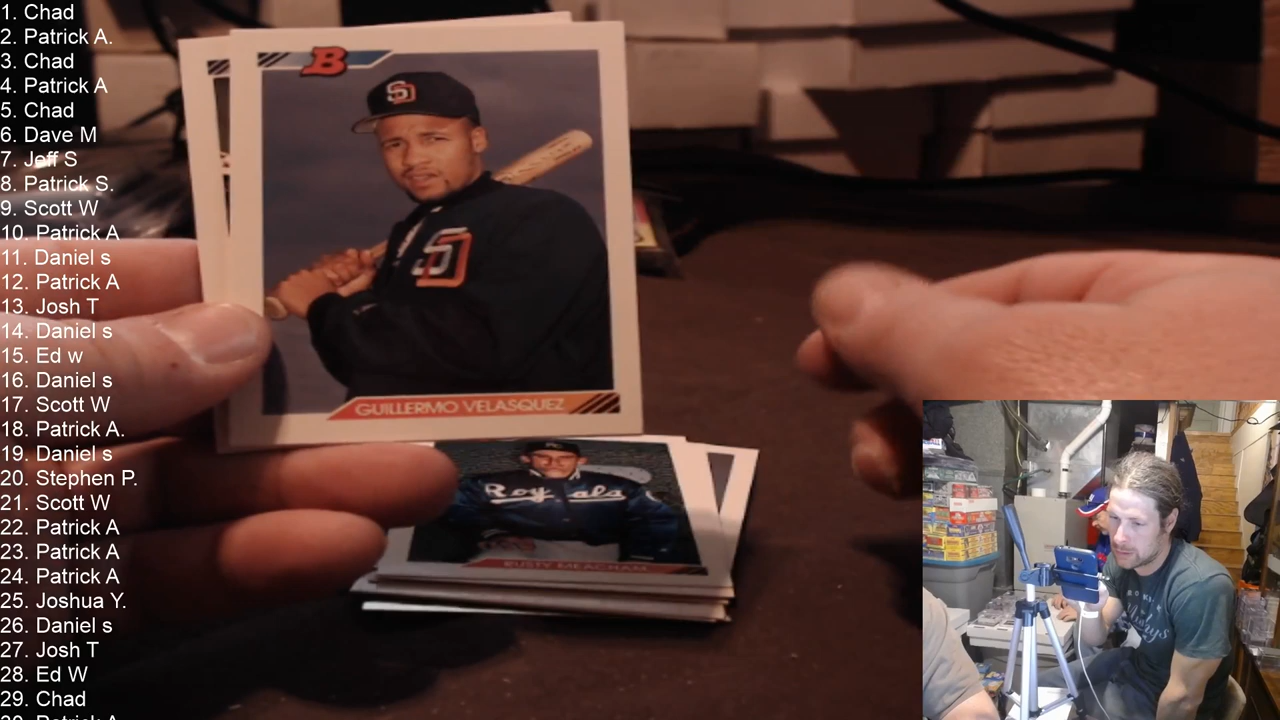 1. Chad
2. Patrick A.
3. Chad
4. Patrick A
5. Chad
6. Dave M
7. Jeff S
8. Patrick S.
9. Scott W
10. Patrick A
11. Daniel s
12. Patrick A
13. Josh T
14. Daniel s
15. Ed w
16. Daniel s
17. Scott W
18. Patrick A.
19. Daniel s
20. Stephen P.
21. Scott W
22. Patrick A
23. Patrick A
24. Patrick A
25. Joshua Y.
26. Daniel s
27. Josh T
28. Ed W
29. Chad
30. Patrick A
B
SD
SD
GUILLERMO VELASQUEZ
Royals
RUSTY MEACHAM